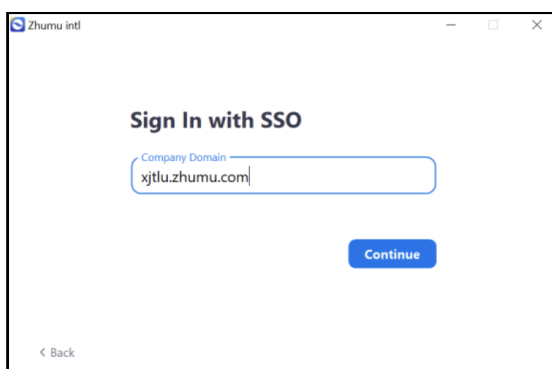 Zhumu intl
Sign In with SSO
Company Domain
xjtlu.zhumu.com
Continue
< Back